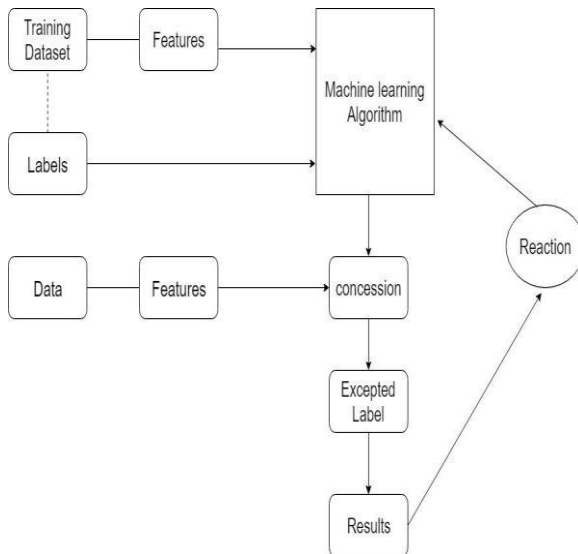 Training
Dataset
Features
Machine learning
Algorithm
Labels
Reaction
Data
Features
concession
Excepted
Label
Results